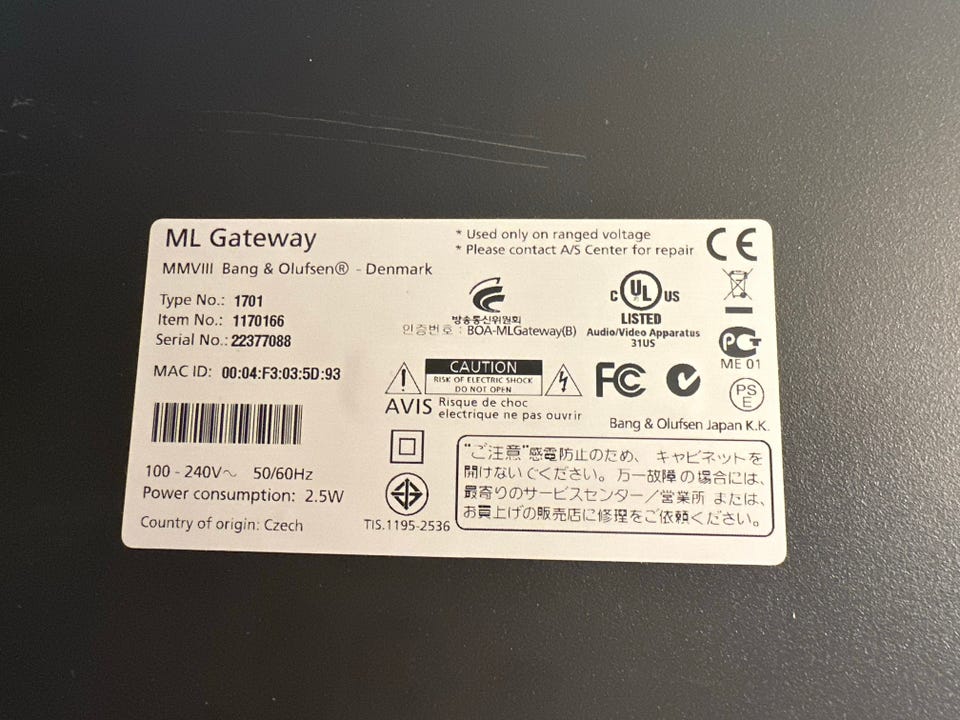 ML Gateway
MMVIII Bang & Olufsen® - Denmark
Type No.: 1701
Item No.: 1170166
Serial No.: 22377088
MAC ID: 00:04:F3:03:5D:93
100 - 240V~ 50/60Hz
Power consumption: 2.5W
Country of origin: Czech
* Used only on ranged voltage
* Please contact A/S Center for repair
CE
방송통신위원회
인증번호 : BOA-MLGateway(B)
C UL US
LISTED
Audio/Video Apparatus
31US
PCT
ME 01
CAUTION
RISK OF ELECTRIC SHOCK
DO NOT OPEN
AVIS Risque de choc
electrique ne pas ouvrir
FC
PS
E
Bang & Olufsen Japan K.K.
TIS.1195-2536
"ご注意"感電防止のため、キャビネットを
開けないでください。万一故障の場合には、
最寄りのサービスセンター／営業所 または、
お買上げの販売店に修理をご依頼ください。